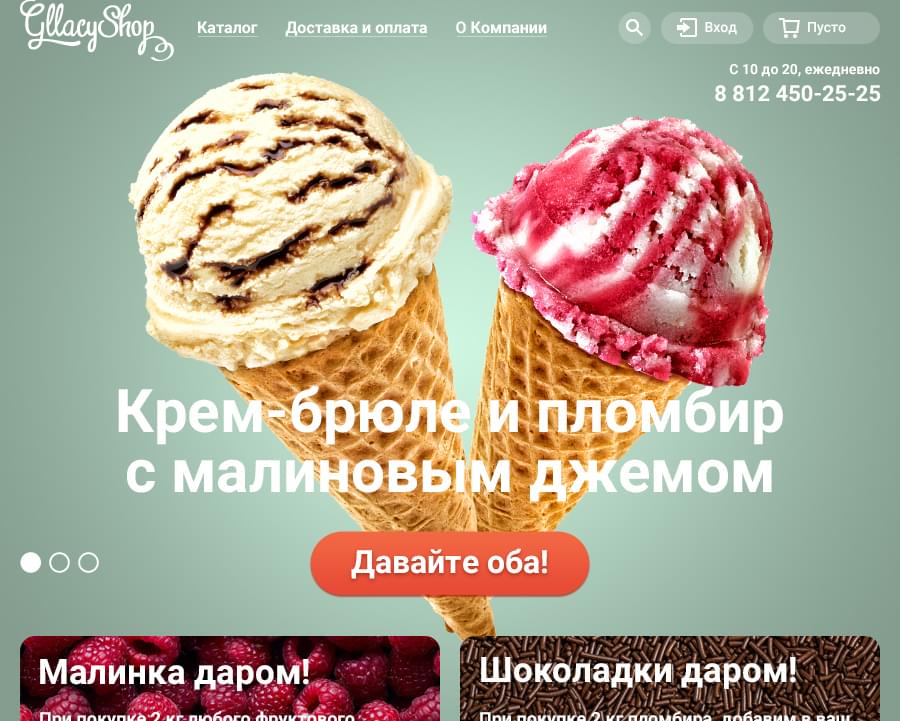 GllacyShop
Каталог
Доставка и оплата
О Компании
Вход
Пусто
С 10 до 20, ежедневно
8 812 450-25-25
Крем-брюле и пломбир
с малиновым джемом
Давайте оба!
Малинка даром!
При покупке 2 кг любого фруктового
Шоколадки даром!
При покупке 2 кг пломбира, добавим в ваш